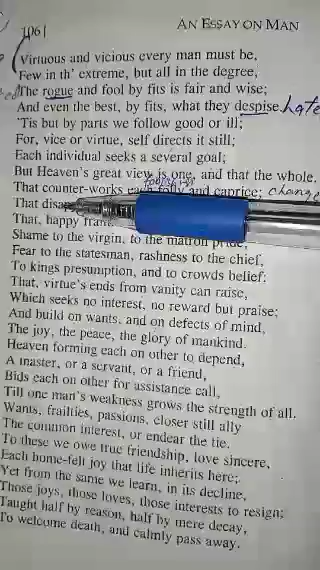 1061
AN ESSAY ON MAN
Virtuous and vicious every man must be,
Few in th' extreme, but all in the degree,
The rogue and fool by fits is fair and wise;
And even the best, by fits, what they despise. hate
'Tis but by parts we follow good or ill;
For, vice or virtue, self directs it still;
Each individual seeks a several goal;
But Heaven's great view is one, and that the whole.
foolishness
That counter-works each folly and caprice; change
That disap
That, happy frail
Shame to the virgin, to the matron pride,
Fear to the statesman, rashness to the chief,
To kings presumption, and to crowds belief:
That, virtue's ends from vanity can raise,
Which seeks no interest, no reward but praise;
And build on wants, and on defects of mind,
The joy, the peace, the glory of mankind.
Heaven forming each on other to depend,
A master, or a servant, or a friend,
Bids each on other for assistance call,
Till one man's weakness grows the strength of all.
Wants, frailties, passions, closer still ally
The common interest, or endear the tie.
To these we owe true friendship, love sincere,
Each home-felt joy that life inherits here;
Yet from the same we learn, in its decline,
Those joys, those loves, those interests to resign;
Taught half by reason, half by mere decay,
To welcome death, and calmly pass away.